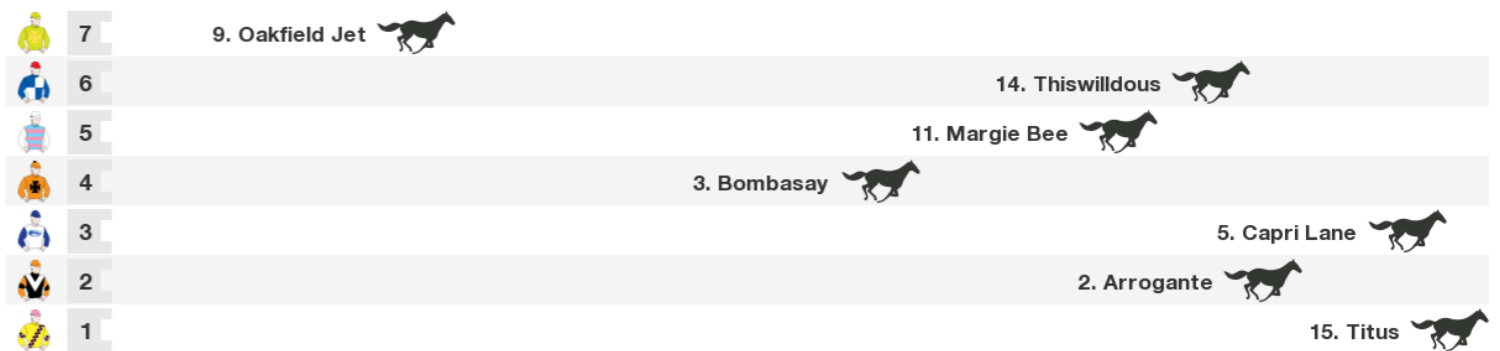 7 9. Oakfield Jet
6 14. Thiswilldous
5 11. Margie Bee
4 3. Bombasay
3 5. Capri Lane
2 2. Arrogante
1 15. Titus